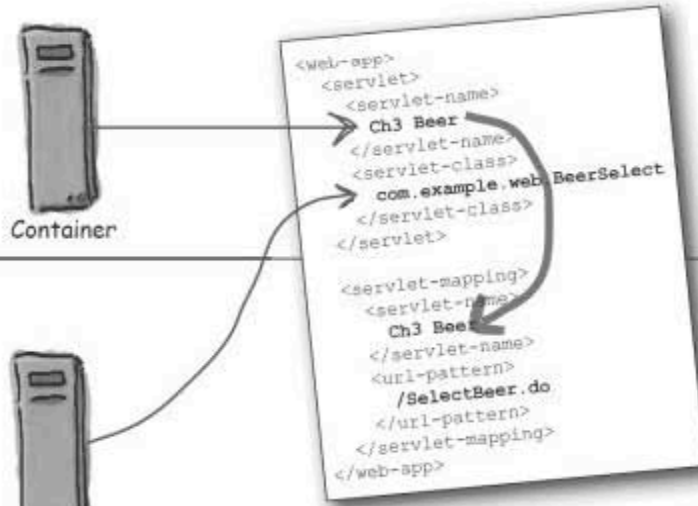 <web-app>
<servlet>
<servlet-name>
Ch3 Beer
</servlet-name>
<servlet-class>
com.example.web.BeerSelect
</servlet-class>
</servlet>
<servlet-mapping>
<servlet-name>
Ch3 Beer
</servlet-name>
<url-pattern>
/SelectBeer.do
</url-pattern>
</servlet-mapping>
</web-app>
Container